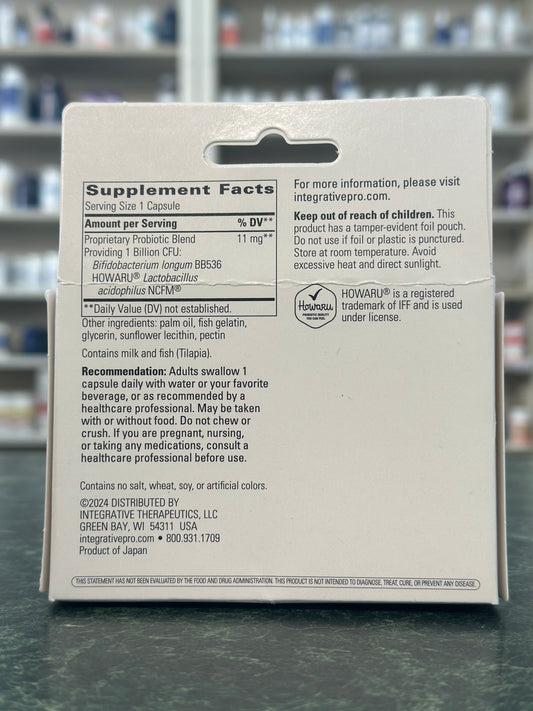 Supplement Facts
Serving Size 1 Capsule
Amount per Serving % DV**
Proprietary Probiotic Blend 11 mg**
Providing 1 Billion CFU:
Bifidobacterium longum BB536
HOWARU® Lactobacillus
acidophilus NCFM®
**Daily Value (DV) not established.
Other ingredients: palm oil, fish gelatin,
glycerin, sunflower lecithin, pectin
Contains milk and fish (Tilapia).
Recommendation: Adults swallow 1
capsule daily with water or your favorite
beverage, or as recommended by a
healthcare professional. May be taken
with or without food. Do not chew or
crush. If you are pregnant, nursing,
or taking any medications, consult a
healthcare professional before use.
Contains no salt, wheat, soy, or artificial colors.
©2024 DISTRIBUTED BY
INTEGRATIVE THERAPEUTICS, LLC
GREEN BAY, WI 54311 USA
integrativepro.com • 800.931.1709
Product of Japan
For more information, please visit
integrativepro.com.
Keep out of reach of children. This
product has a tamper-evident foil pouch.
Do not use if foil or plastic is punctured.
Store at room temperature. Avoid
excessive heat and direct sunlight.
Howaru
PROBIOTIC QUALITY
YOU CAN FEEL
HOWARU® is a registered
trademark of IFF and is used
under license.
THIS STATEMENT HAS NOT BEEN EVALUATED BY THE FOOD AND DRUG ADMINISTRATION. THIS PRODUCT IS NOT INTENDED TO DIAGNOSE, TREAT, CURE, OR PREVENT ANY DISEASE.